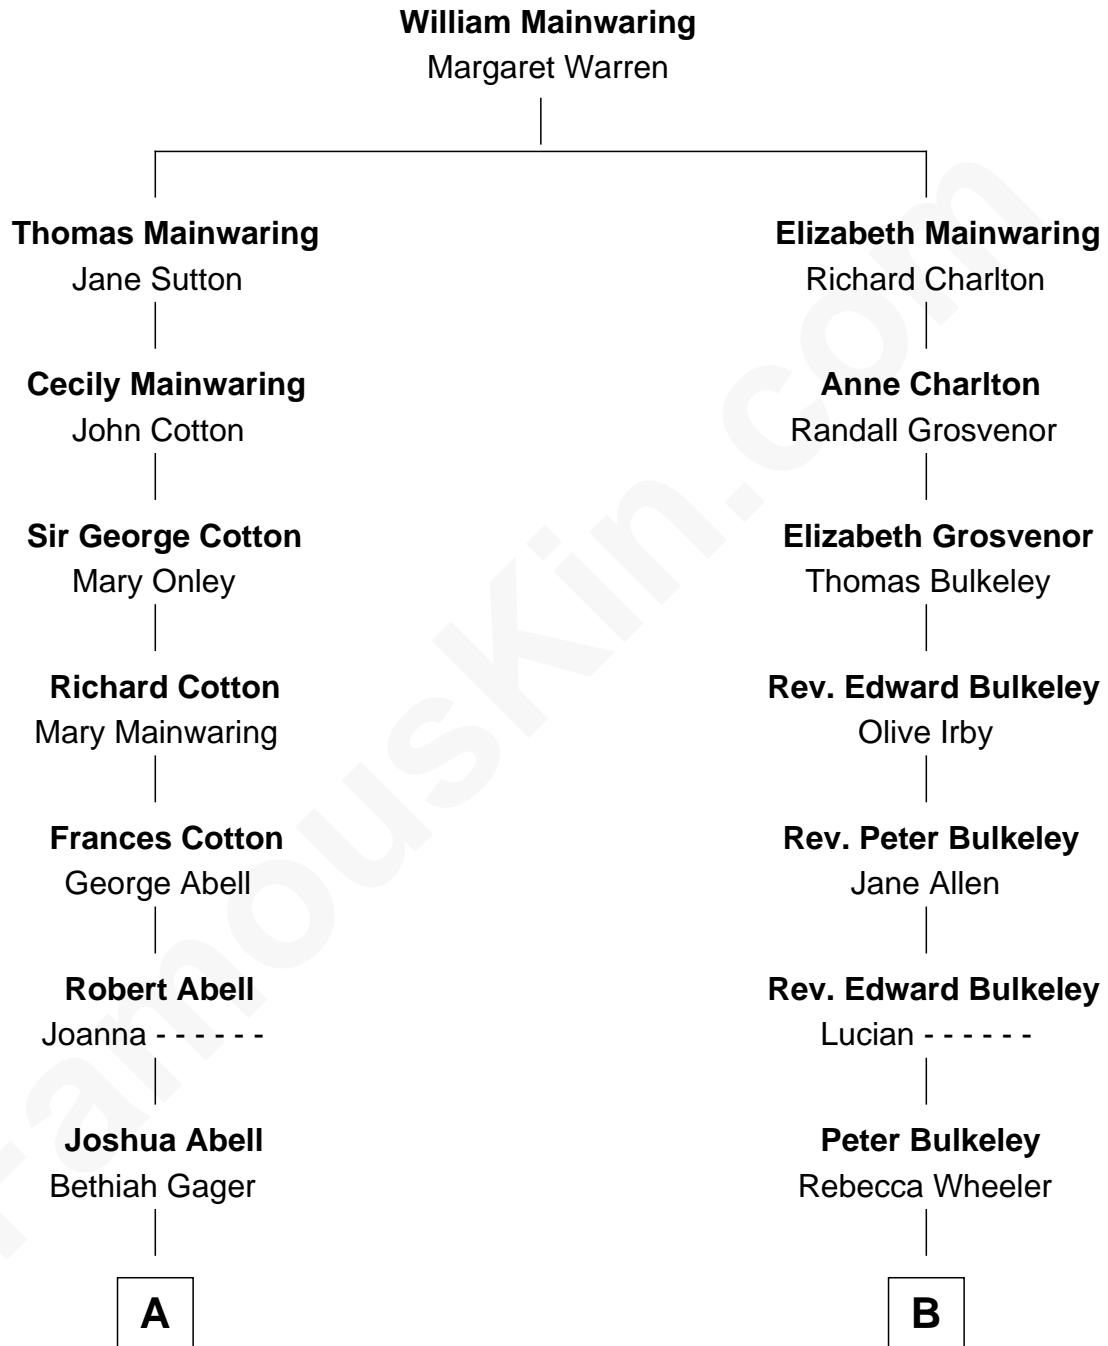 William Mainwaring
Margaret Warren
Thomas Mainwaring
Jane Sutton
Elizabeth Mainwaring
Richard Charlton
Cecily Mainwaring
John Cotton
Anne Charlton
Randall Grosvenor
Sir George Cotton
Mary Onley
Elizabeth Grosvenor
Thomas Bulkeley
Richard Cotton
Mary Mainwaring
Rev. Edward Bulkeley
Olive Irby
Frances Cotton
George Abell
Rev. Peter Bulkeley
Jane Allen
Robert Abell
Joanna - - - - - -
Rev. Edward Bulkeley
Lucian - - - - - -
Joshua Abell
Bethiah Gager
Peter Bulkeley
Rebecca Wheeler
A
B
FamousKin.com